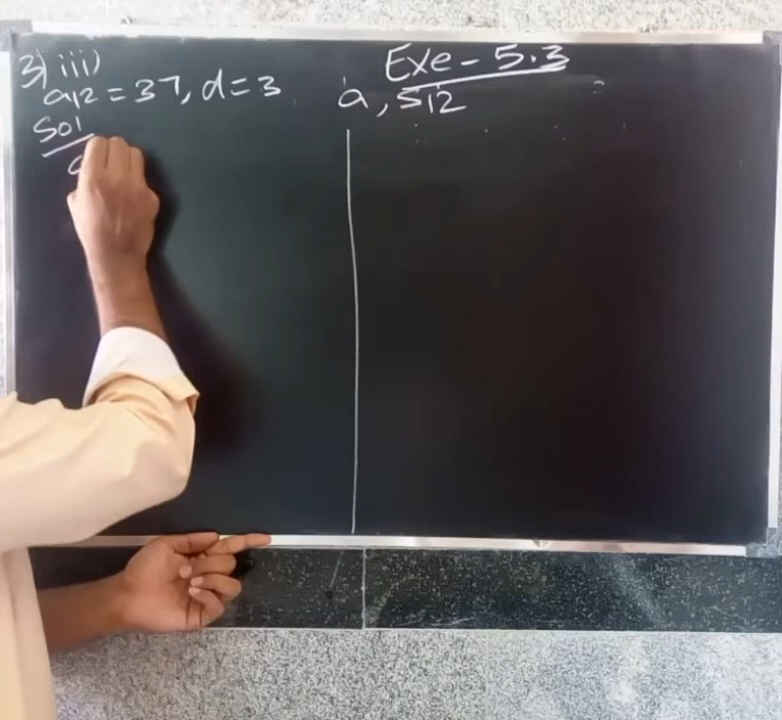 Exe - 5.3
3) iii)
a12 = 37, d = 3 a, S12
Sol